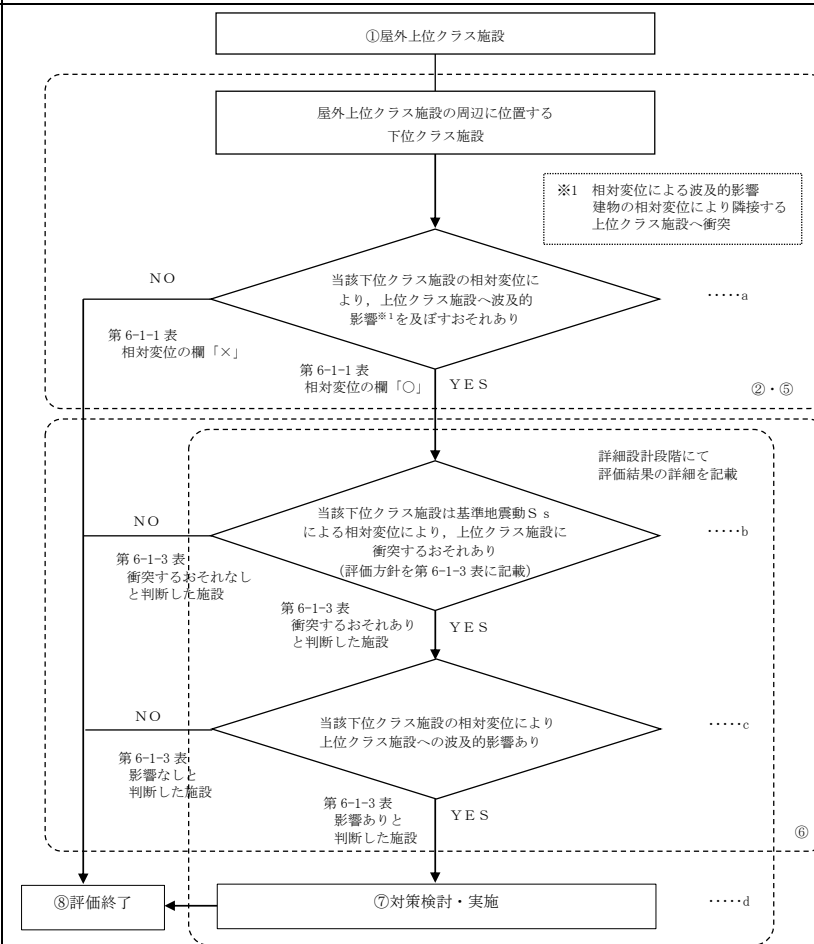 ①屋外上位クラス施設
屋外上位クラス施設の周辺に位置する
下位クラス施設
※1 相対変位による波及的影響
建物の相対変位により隣接する
上位クラス施設へ衝突
当該下位クラス施設の相対変位に
より，上位クラス施設へ波及的
影響※1を及ぼすおそれあり
‥‥‥a
NO
第 6-1-1 表
相対変位の欄「×」
第 6-1-1 表
相対変位の欄「○」
YES
②・⑤
詳細設計段階にて
評価結果の詳細を記載
当該下位クラス施設は基準地震動Ｓｓ
による相対変位により，上位クラス施設に
衝突するおそれあり
（評価方針を第 6-1-3 表に記載）
‥‥‥b
NO
第 6-1-3 表
衝突するおそれなし
と判断した施設
第 6-1-3 表
衝突するおそれあり
と判断した施設
YES
当該下位クラス施設の相対変位により
上位クラス施設への波及的影響あり
‥‥‥c
NO
第 6-1-3 表
影響なしと
判断した施設
第 6-1-3 表
影響ありと
判断した施設
YES
⑥
⑧評価終了
⑦対策検討・実施
‥‥‥d